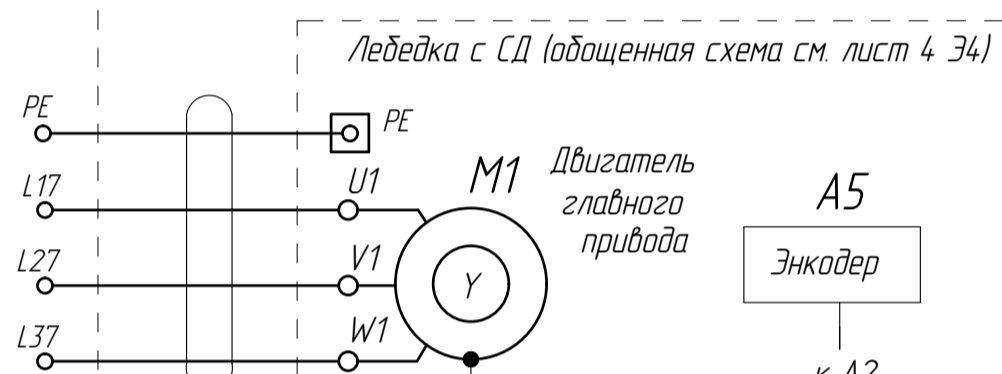 Лебедка с СД (обощенная схема см. лист 4 Э4)
PE
PE
L17
U1
M1
Двигатель
главного
привода
A5
L27
V1
Y
Энкодер
L37
W1
к А2